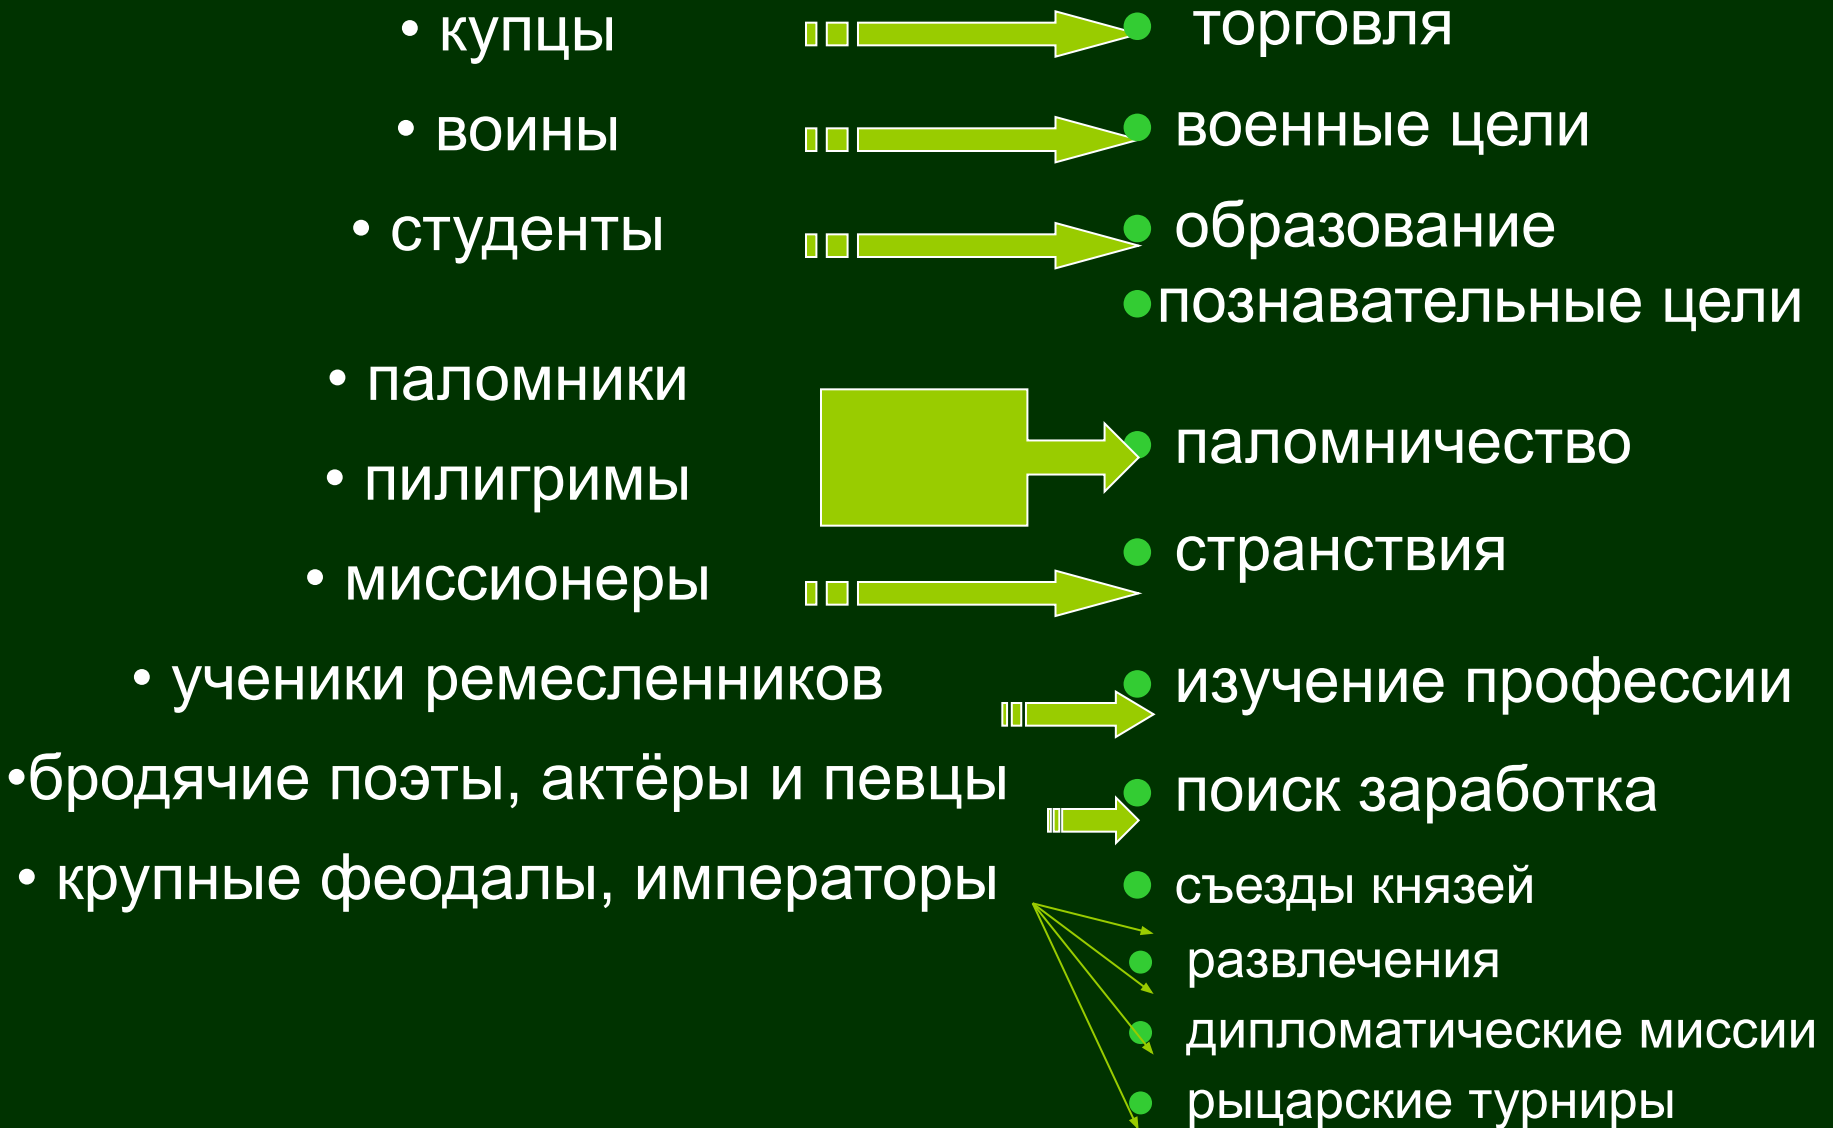 • купцы
• воины
• студенты
• паломники
• пилигримы
• миссионеры
• ученики ремесленников
•бродячие поэты, актёры и певцы
• крупные феодалы, императоры
• торговля
• военные цели
• образование
•познавательные цели
• паломничество
• странствия
• изучение профессии
• поиск заработка
• съезды князей
• развлечения
• дипломатические миссии
• рыцарские турниры